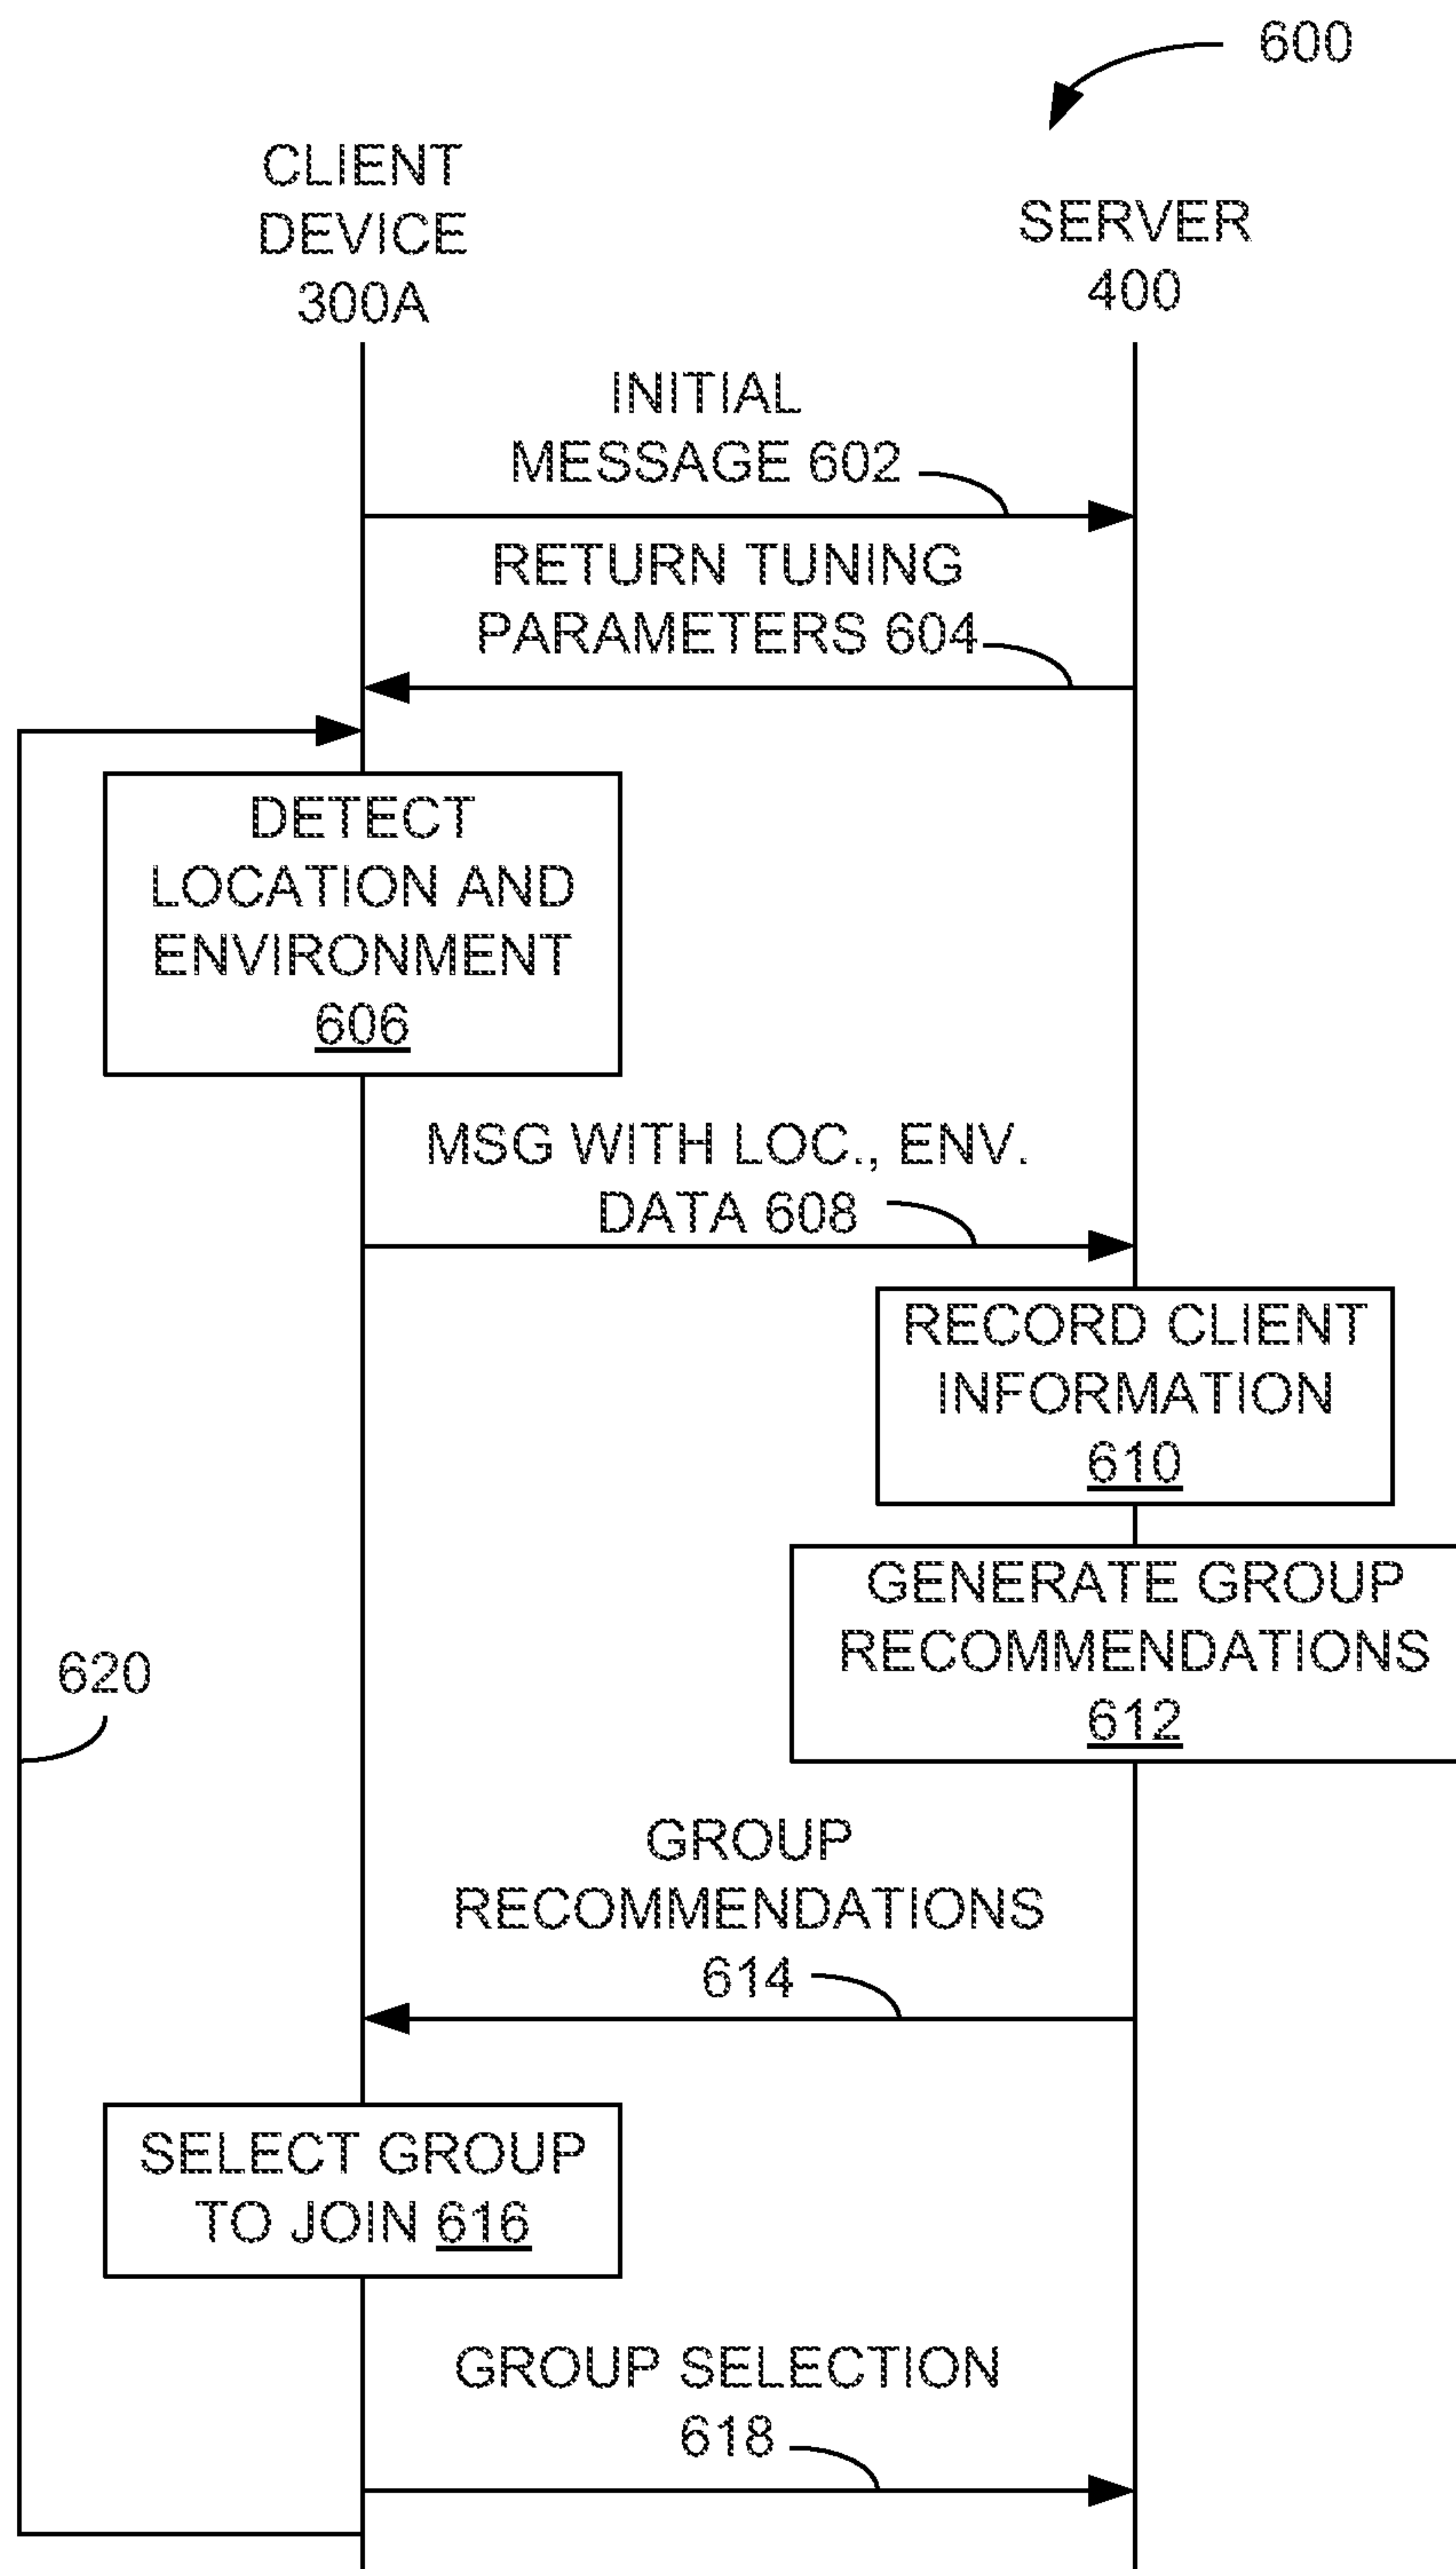 600
CLIENT
DEVICE
300A
SERVER
400
INITIAL
MESSAGE 602
RETURN TUNING
PARAMETERS 604
DETECT
LOCATION AND
ENVIRONMENT
606
MSG WITH LOC., ENV.
DATA 608
RECORD CLIENT
INFORMATION
610
GENERATE GROUP
RECOMMENDATIONS
612
620
GROUP
RECOMMENDATIONS
614
SELECT GROUP
TO JOIN 616
GROUP SELECTION
618